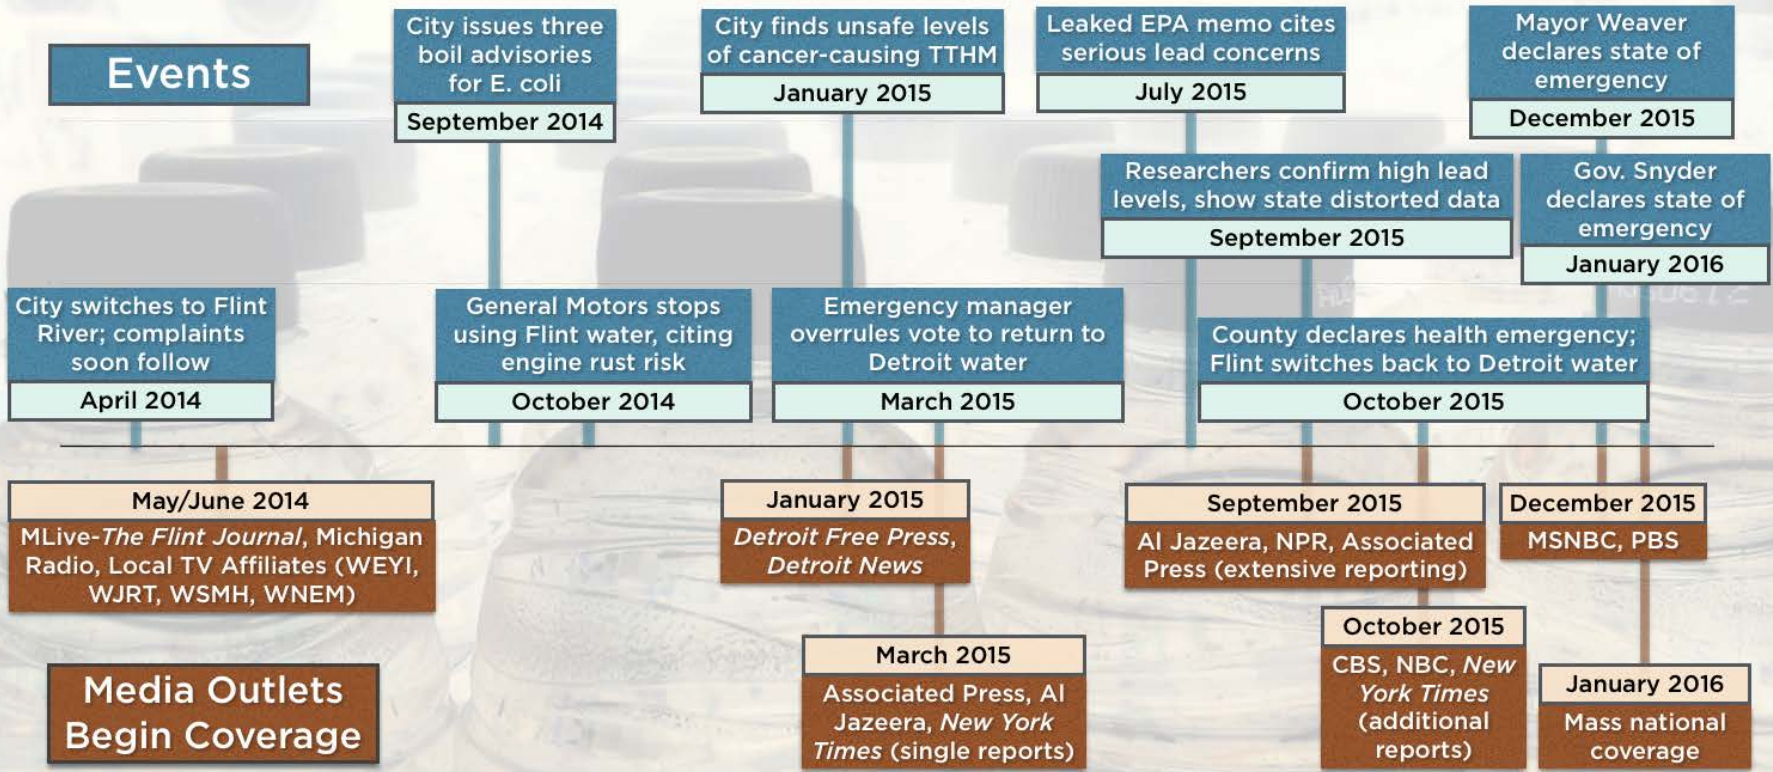 Events
City issues three
boil advisories
for E. coli
September 2014
City finds unsafe levels
of cancer-causing TTHM
January 2015
Leaked EPA memo cites
serious lead concerns
July 2015
Mayor Weaver
declares state of
emergency
December 2015
Researchers confirm high lead
levels, show state distorted data
September 2015
Gov. Snyder
declares state of
emergency
January 2016
City switches to Flint
River; complaints
soon follow
April 2014
General Motors stops
using Flint water, citing
engine rust risk
October 2014
Emergency manager
overrules vote to return to
Detroit water
March 2015
County declares health emergency;
Flint switches back to Detroit water
October 2015
May/June 2014
MLive-The Flint Journal, Michigan
Radio, Local TV Affiliates (WEYI,
WJRT, WSMH, WNEM)
January 2015
Detroit Free Press,
Detroit News
September 2015
Al Jazeera, NPR, Associated
Press (extensive reporting)
December 2015
MSNBC, PBS
March 2015
Associated Press, Al
Jazeera, New York
Times (single reports)
October 2015
CBS, NBC, New
York Times
(additional
reports)
January 2016
Mass national
coverage
Media Outlets
Begin Coverage